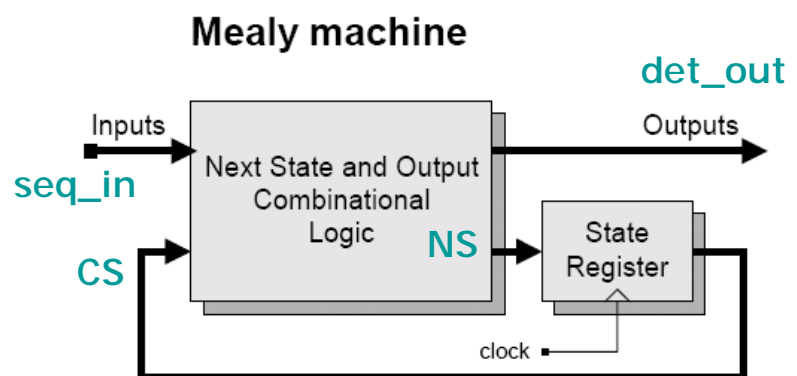 Mealy machine
det_out
Inputs
Outputs
seq_in
Next State and Output
Combinational
Logic
NS
CS
State
Register
clock